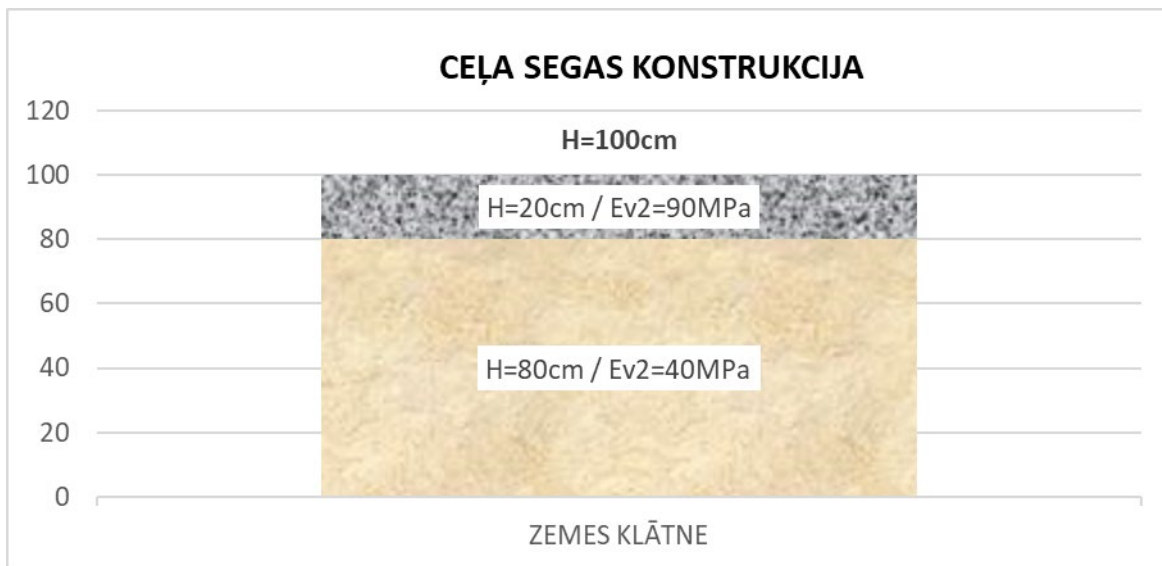 CEĻA SEGAS KONSTRUKCIJA
120
H=100cm
100
H=20cm / Ev2=90MPa
80
60
H=80cm / Ev2=40MPa
40
20
0
ZEMES KLĀTNE